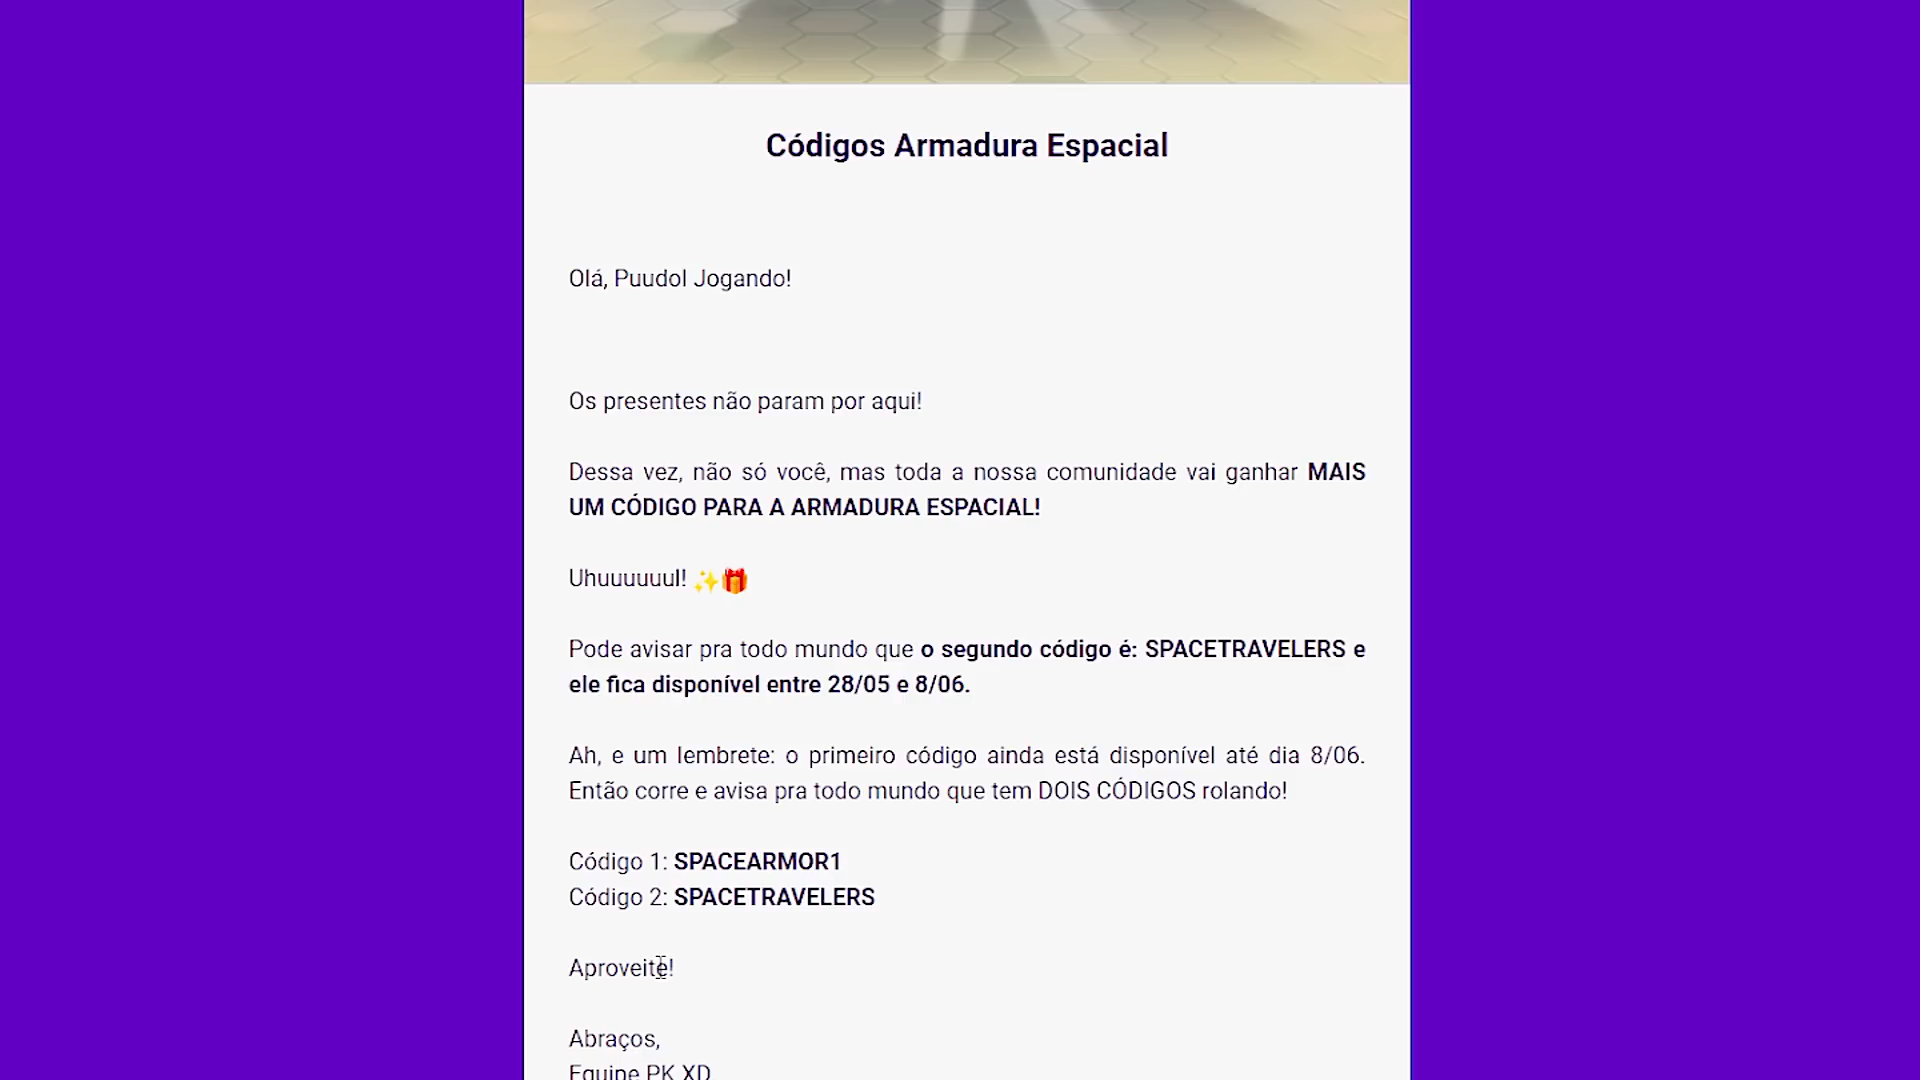 Códigos Armadura Espacial
Olá, Puudol Jogando!
Os presentes não param por aqui!
Dessa vez, não só você, mas toda a nossa comunidade vai ganhar MAIS
UM CÓDIGO PARA A ARMADURA ESPACIAL!
Uhuuuuuul! ✨🎁
Pode avisar pra todo mundo que o segundo código é: SPACETRAVELERS e
ele fica disponível entre 28/05 e 8/06.
Ah, e um lembrete: o primeiro código ainda está disponível até dia 8/06.
Então corre e avisa pra todo mundo que tem DOIS CÓDIGOS rolando!
Código 1: SPACEARMOR1
Código 2: SPACETRAVELERS
Aproveite!
Abraços,
Equipe PK XD